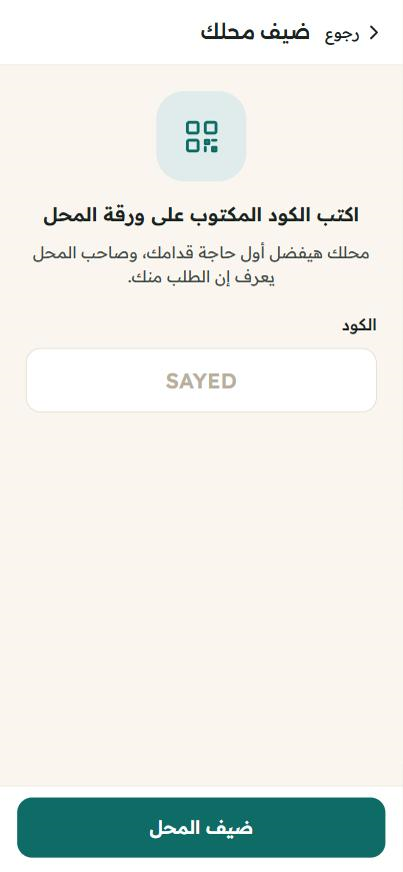 رجوع ضيف محلك
اكتب الكود المكتوب على ورقة المحل
محلك هيفضل أول حاجة قدامك، وصاحب المحل
يعرف إن الطلب منك.
الكود
SAYED
ضيف المحل